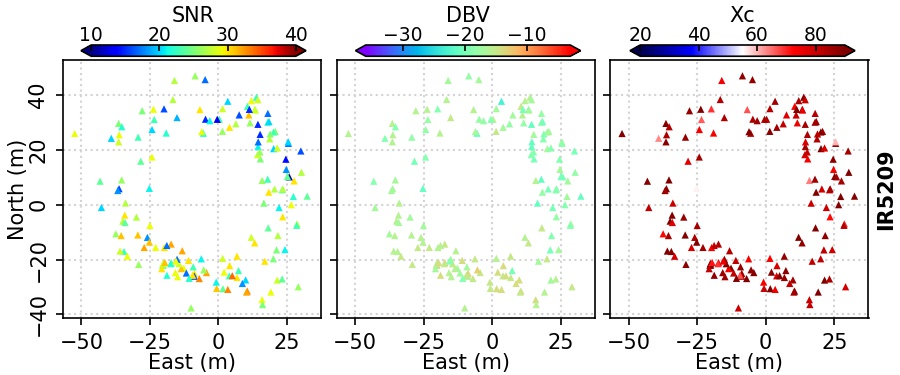 SNR DBV Xc
10 20 30 40 −30 −20 −10 20 40 60 80
40
20
0
−20
−40
North (m)
IR5209
−50 −25 0 25 −50 −25 0 25 −50 −25 0 25
East (m) East (m) East (m)